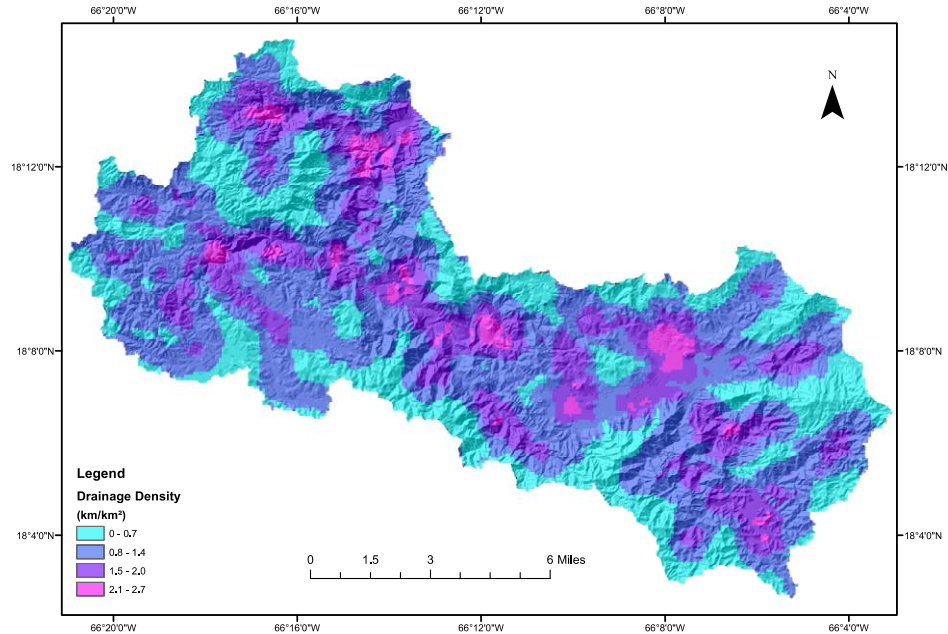 66°20'0"W 66°16'0"W 66°12'0"W 66°8'0"W 66°4'0"W
N
18°12'0"N 18°12'0"N
18°8'0"N 18°8'0"N
Legend
Drainage Density
(km/km²)
0 - 0.7
0.8 - 1.4
1.5 - 2.0
2.1 - 2.7
18°4'0"N 18°4'0"N
0 1.5 3 6 Miles
66°20'0"W 66°16'0"W 66°12'0"W 66°8'0"W 66°4'0"W